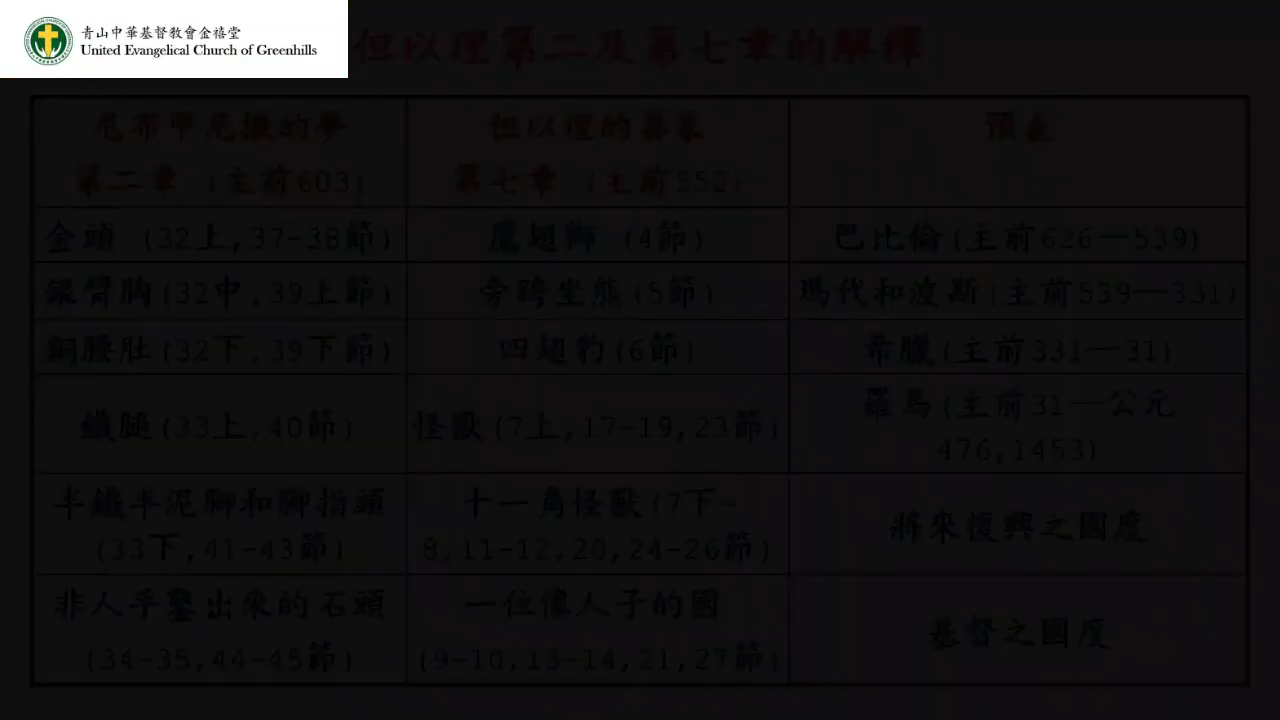 青山中華基督教會金禧堂
United Evangelical Church of Greenhills
但以理第二及第七章的解釋
尼布甲尼撒的夢
第二章 (主前603)
但以理的異象
第七章 (主前552)
預表
金頭 (32上,37-38節)
鷹翅獅 (4節)
巴比倫(主前626—539)
銀臂胸(32中,39上節)
旁跨坐熊(5節)
瑪代和波斯(主前539—331)
銅腰肚(32下,39下節)
四翅豹(6節)
希臘(主前331—31)
鐵腿(33上,40節)
怪獸(7上,17-19,23節)
羅馬(主前31—公元
476,1453)
半鐵半泥腳和腳指頭
(33下,41-43節)
十一角怪獸(7下-
8,11-12,20,24-26節)
將來復興之國度
非人手鑿出來的石頭
(34-35,44-45節)
一位像人子的國
(9-10,13-14,21,27節)
基督之國度